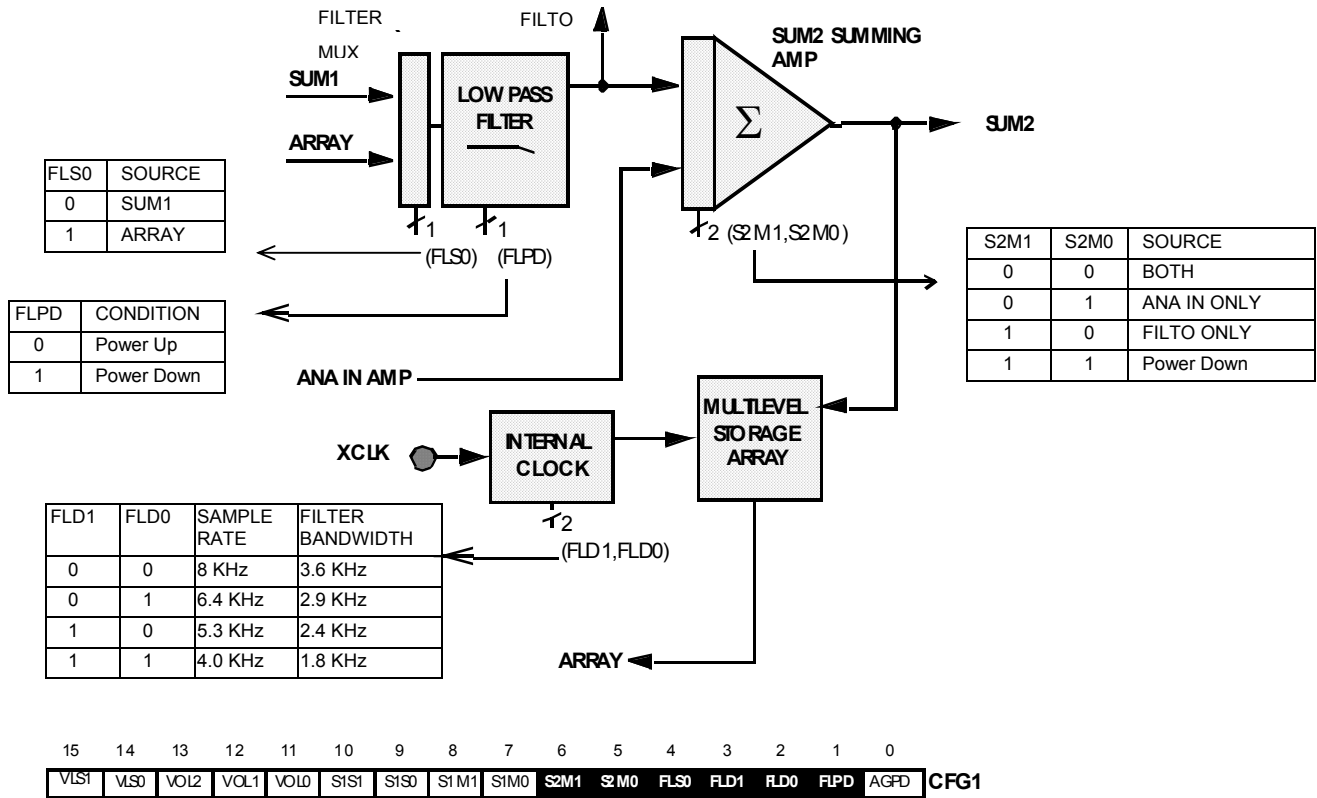 FILTER
MUX
FILTO
SUM2 SUMMING
AMP
SUM1
ARRAY
LOW PASS
FILTER
Σ
SUM2
FLS0 SOURCE
0 SUM1
1 ARRAY
1
(FLS0)
1
(FLPD)
2 (S2M1,S2M0)
S2M1 S2M0 SOURCE
0 0 BOTH
0 1 ANA IN ONLY
1 0 FILTO ONLY
1 1 Power Down
FLPD CONDITION
0 Power Up
1 Power Down
ANA IN AMP
XCLK
INTERNAL
CLOCK
MULTILEVEL
STORAGE
ARRAY
2
(FLD1,FLD0)
FLD1 FLD0 SAMPLE RATE FILTER BANDWIDTH
0 0 8 KHz 3.6 KHz
0 1 6.4 KHz 2.9 KHz
1 0 5.3 KHz 2.4 KHz
1 1 4.0 KHz 1.8 KHz
ARRAY
15 14 13 12 11 10 9 8 7 6 5 4 3 2 1 0
VLS1 VLS0 VOL2 VOL1 VOL0 S1S1 S1S0 S1M1 S1M0 S2M1 S2M0 FLS0 FLD1 FLD0 FLPD AGPD CFG1